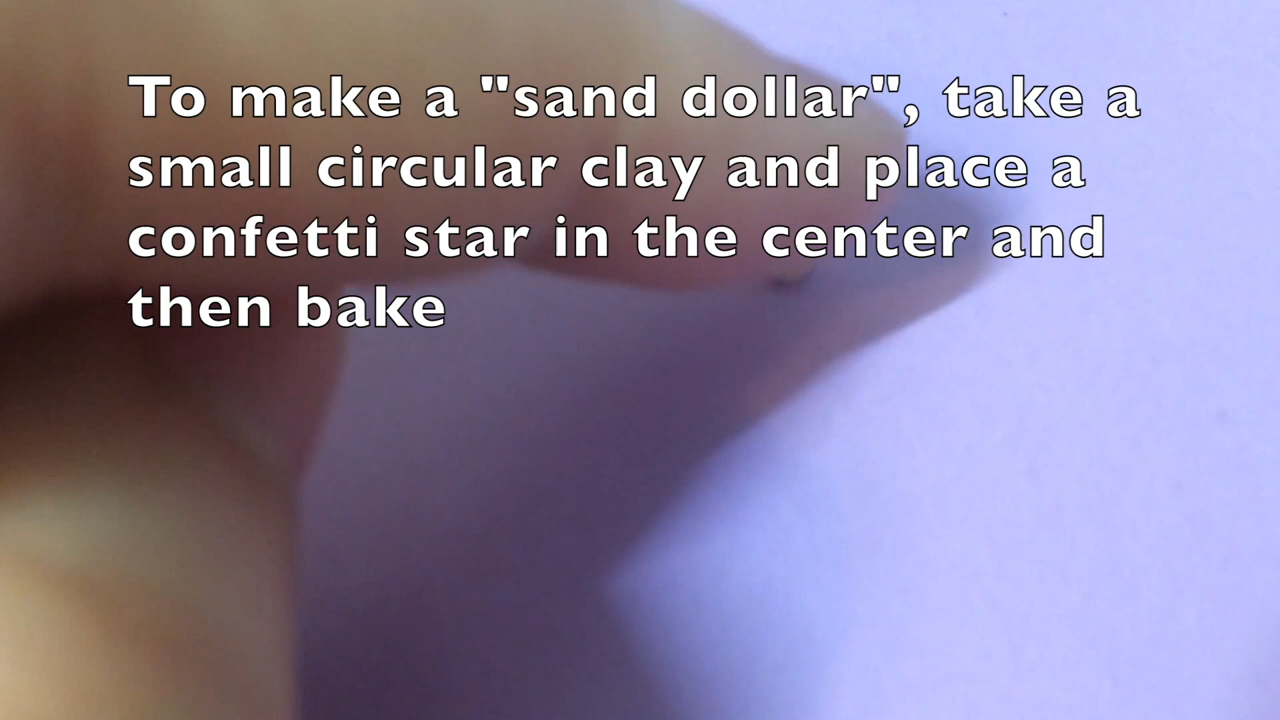 To make a "sand dollar", take a
small circular clay and place a
confetti star in the center and
then bake